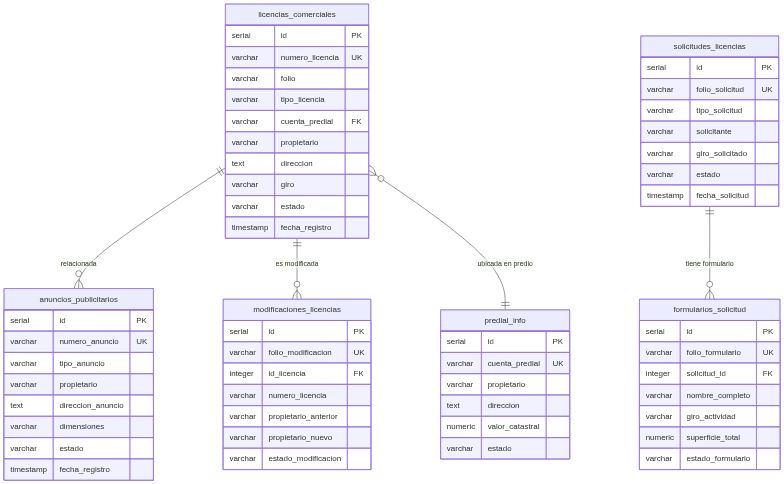 licencias_comerciales
serial id PK
varchar numero_licencia UK
varchar folio
varchar tipo_licencia
varchar cuenta_predial FK
varchar propietario
text direccion
varchar giro
varchar estado
timestamp fecha_registro
solicitudes_licencias
serial id PK
varchar folio_solicitud UK
varchar tipo_solicitud
varchar solicitante
varchar giro_solicitado
varchar estado
timestamp fecha_solicitud
relacionada
es modificada
ubicada en predio
tiene formulario
anuncios_publicitarios
serial id PK
varchar numero_anuncio UK
varchar tipo_anuncio
varchar propietario
text direccion_anuncio
varchar dimensiones
varchar estado
timestamp fecha_registro
modificaciones_licencias
serial id PK
varchar folio_modificacion UK
integer id_licencia FK
varchar numero_licencia
varchar propietario_anterior
varchar propietario_nuevo
varchar estado_modificacion
predial_info
serial id PK
varchar cuenta_predial UK
varchar propietario
text direccion
numeric valor_catastral
varchar estado
formularios_solicitud
serial id PK
varchar folio_formulario UK
integer solicitud_id FK
varchar nombre_completo
varchar giro_actividad
numeric superficie_total
varchar estado_formulario